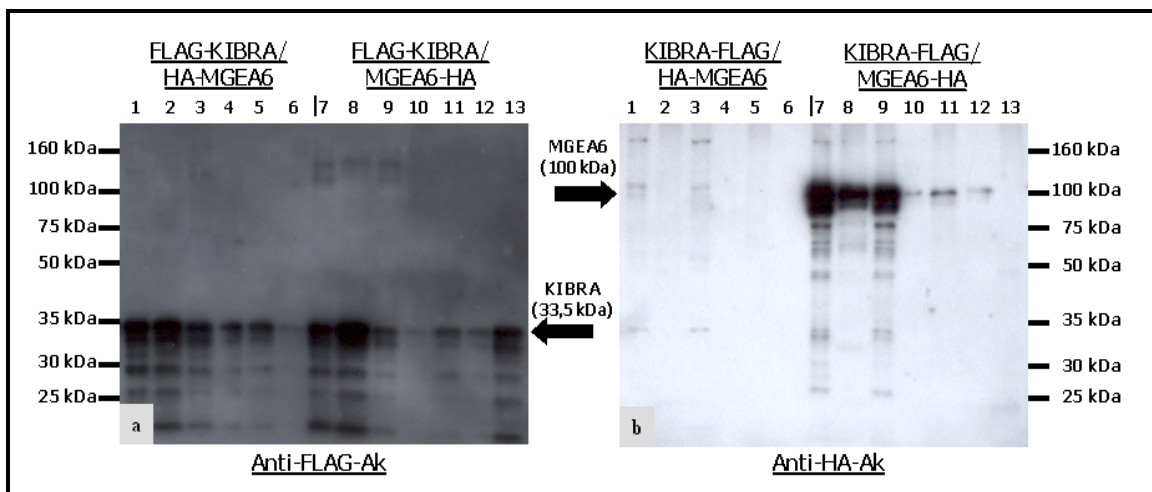 FLAG-KIBRA/
HA-MGEA6
FLAG-KIBRA/
MGEA6-HA
KIBRA-FLAG/
HA-MGEA6
KIBRA-FLAG/
MGEA6-HA
1 2 3 4 5 6 7 8 9 10 11 12 13
1 2 3 4 5 6 7 8 9 10 11 12 13
160 kDa
100 kDa
75 kDa
50 kDa
35 kDa
30 kDa
25 kDa
a
Anti-FLAG-Ak
MGEA6
(100 kDa)
KIBRA
(33,5 kDa)
160 kDa
100 kDa
75 kDa
50 kDa
35 kDa
30 kDa
25 kDa
b
Anti-HA-Ak